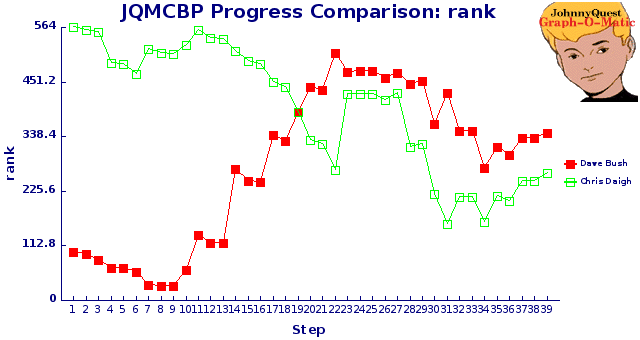 JQMCBP Progress Comparison: rank
JohnnyQuest
Graph-O-Matic
564
451.2
338.4
225.6
112.8
0
rank
1 2 3 4 5 6 7 8 9 10 11 12 13 14 15 16 17 18 19 20 21 22 23 24 25 26 27 28 29 30 31 32 33 34 35 36 37 38 39
Step
Dave Bush
Chris Daigh